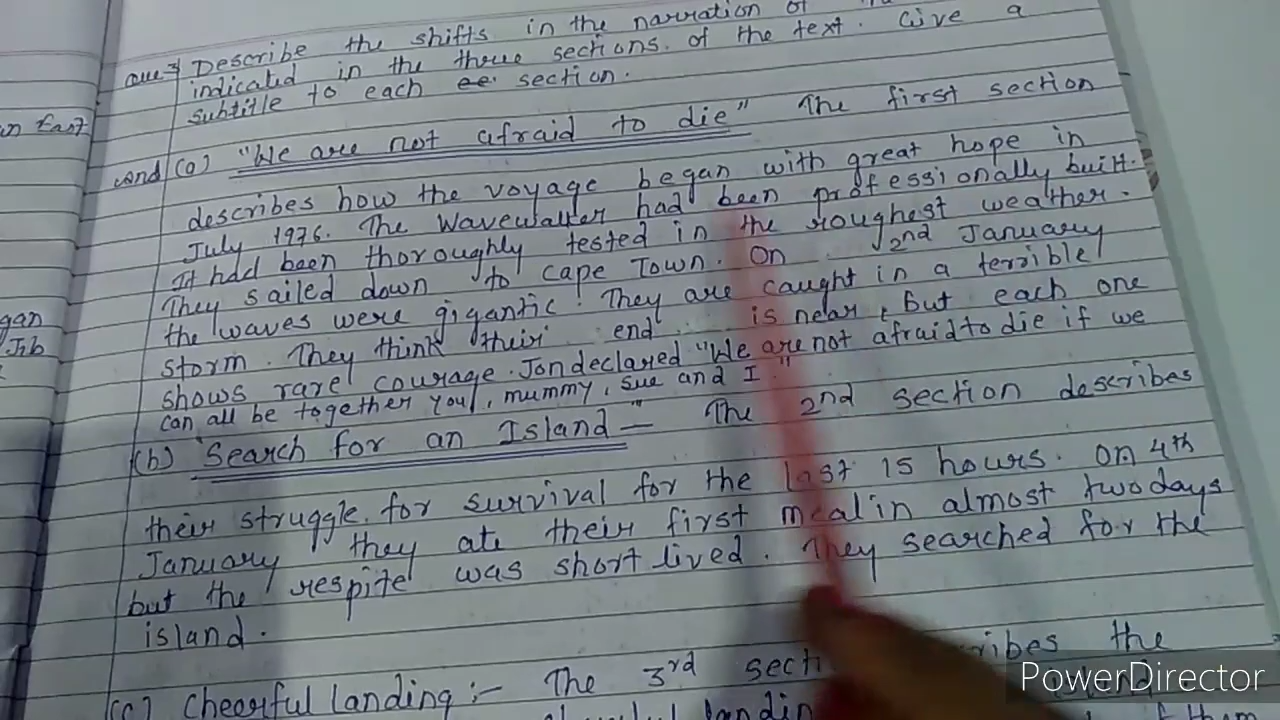 Describe the shifts in the narration of
indicated in the three sections. of the text. Give a
subtitle to each ee. section.
(a) "We are not afraid to die" The first section
describes how the voyage began with great hope in
July 1976. The Wavewalker had been professionally built.
It had been thoroughly tested in the roughest weather.
They sailed down to Cape Town. On 2nd January
the waves were gigantic! They are caught in a terrible
storm. They think their end is near, but each one
shows rare courage. Jon declared "We are not afraid to die if we
can all be together you, mummy, sue and I."
(b) "Search for an Island" — The 2nd section describes
their struggle for survival for the last 15 hours. On 4th
January they ate their first meal in almost two days
but the respite was short lived. They searched for the
island.
(c) Cheerful landing :- The 3rd the
gan
Jib
PowerDirector